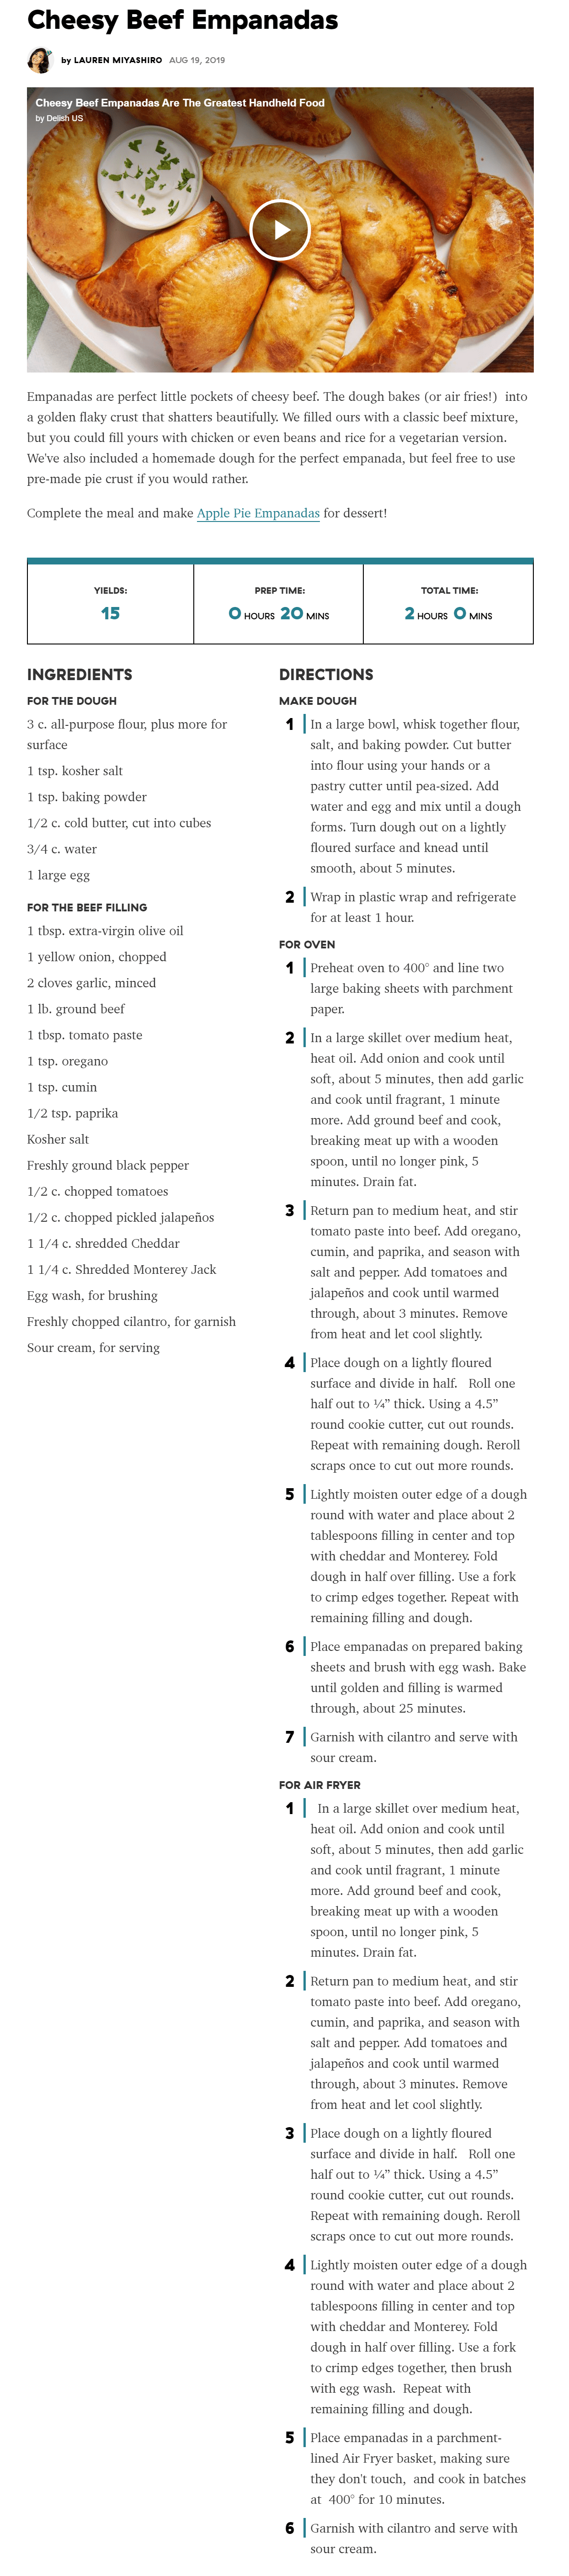 Cheesy Beef Empanadas
by LAUREN MIYASHIRO AUG 19, 2019
Cheesy Beef Empanadas Are The Greatest Handheld Food
by Delish US
Empanadas are perfect little pockets of cheesy beef. The dough bakes (or air fries!) into
a golden flaky crust that shatters beautifully. We filled ours with a classic beef mixture,
but you could fill yours with chicken or even beans and rice for a vegetarian version.
We've also included a homemade dough for the perfect empanada, but feel free to use
pre-made pie crust if you would rather.
Complete the meal and make Apple Pie Empanadas for dessert!
YIELDS:
15
PREP TIME:
0 HOURS 20 MINS
TOTAL TIME:
2 HOURS 0 MINS
INGREDIENTS
FOR THE DOUGH
3 c. all-purpose flour, plus more for
surface
1 tsp. kosher salt
1 tsp. baking powder
1/2 c. cold butter, cut into cubes
3/4 c. water
1 large egg
FOR THE BEEF FILLING
1 tbsp. extra-virgin olive oil
1 yellow onion, chopped
2 cloves garlic, minced
1 lb. ground beef
1 tbsp. tomato paste
1 tsp. oregano
1 tsp. cumin
1/2 tsp. paprika
Kosher salt
Freshly ground black pepper
1/2 c. chopped tomatoes
1/2 c. chopped pickled jalapeños
1 1/4 c. shredded Cheddar
1 1/4 c. Shredded Monterey Jack
Egg wash, for brushing
Freshly chopped cilantro, for garnish
Sour cream, for serving
DIRECTIONS
MAKE DOUGH
1 In a large bowl, whisk together flour,
salt, and baking powder. Cut butter
into flour using your hands or a
pastry cutter until pea-sized. Add
water and egg and mix until a dough
forms. Turn dough out on a lightly
floured surface and knead until
smooth, about 5 minutes.
2 Wrap in plastic wrap and refrigerate
for at least 1 hour.
FOR OVEN
1 Preheat oven to 400° and line two
large baking sheets with parchment
paper.
2 In a large skillet over medium heat,
heat oil. Add onion and cook until
soft, about 5 minutes, then add garlic
and cook until fragrant, 1 minute
more. Add ground beef and cook,
breaking meat up with a wooden
spoon, until no longer pink, 5
minutes. Drain fat.
3 Return pan to medium heat, and stir
tomato paste into beef. Add oregano,
cumin, and paprika, and season with
salt and pepper. Add tomatoes and
jalapeños and cook until warmed
through, about 3 minutes. Remove
from heat and let cool slightly.
4 Place dough on a lightly floured
surface and divide in half. Roll one
half out to ¼” thick. Using a 4.5”
round cookie cutter, cut out rounds.
Repeat with remaining dough. Reroll
scraps once to cut out more rounds.
5 Lightly moisten outer edge of a dough
round with water and place about 2
tablespoons filling in center and top
with cheddar and Monterey. Fold
dough in half over filling. Use a fork
to crimp edges together. Repeat with
remaining filling and dough.
6 Place empanadas on prepared baking
sheets and brush with egg wash. Bake
until golden and filling is warmed
through, about 25 minutes.
7 Garnish with cilantro and serve with
sour cream.
FOR AIR FRYER
1 In a large skillet over medium heat,
heat oil. Add onion and cook until
soft, about 5 minutes, then add garlic
and cook until fragrant, 1 minute
more. Add ground beef and cook,
breaking meat up with a wooden
spoon, until no longer pink, 5
minutes. Drain fat.
2 Return pan to medium heat, and stir
tomato paste into beef. Add oregano,
cumin, and paprika, and season with
salt and pepper. Add tomatoes and
jalapeños and cook until warmed
through, about 3 minutes. Remove
from heat and let cool slightly.
3 Place dough on a lightly floured
surface and divide in half. Roll one
half out to ¼” thick. Using a 4.5”
round cookie cutter, cut out rounds.
Repeat with remaining dough. Reroll
scraps once to cut out more rounds.
4 Lightly moisten outer edge of a dough
round with water and place about 2
tablespoons filling in center and top
with cheddar and Monterey. Fold
dough in half over filling. Use a fork
to crimp edges together, then brush
with egg wash. Repeat with
remaining filling and dough.
5 Place empanadas in a parchment-
lined Air Fryer basket, making sure
they don't touch, and cook in batches
at 400° for 10 minutes.
6 Garnish with cilantro and serve with
sour cream.